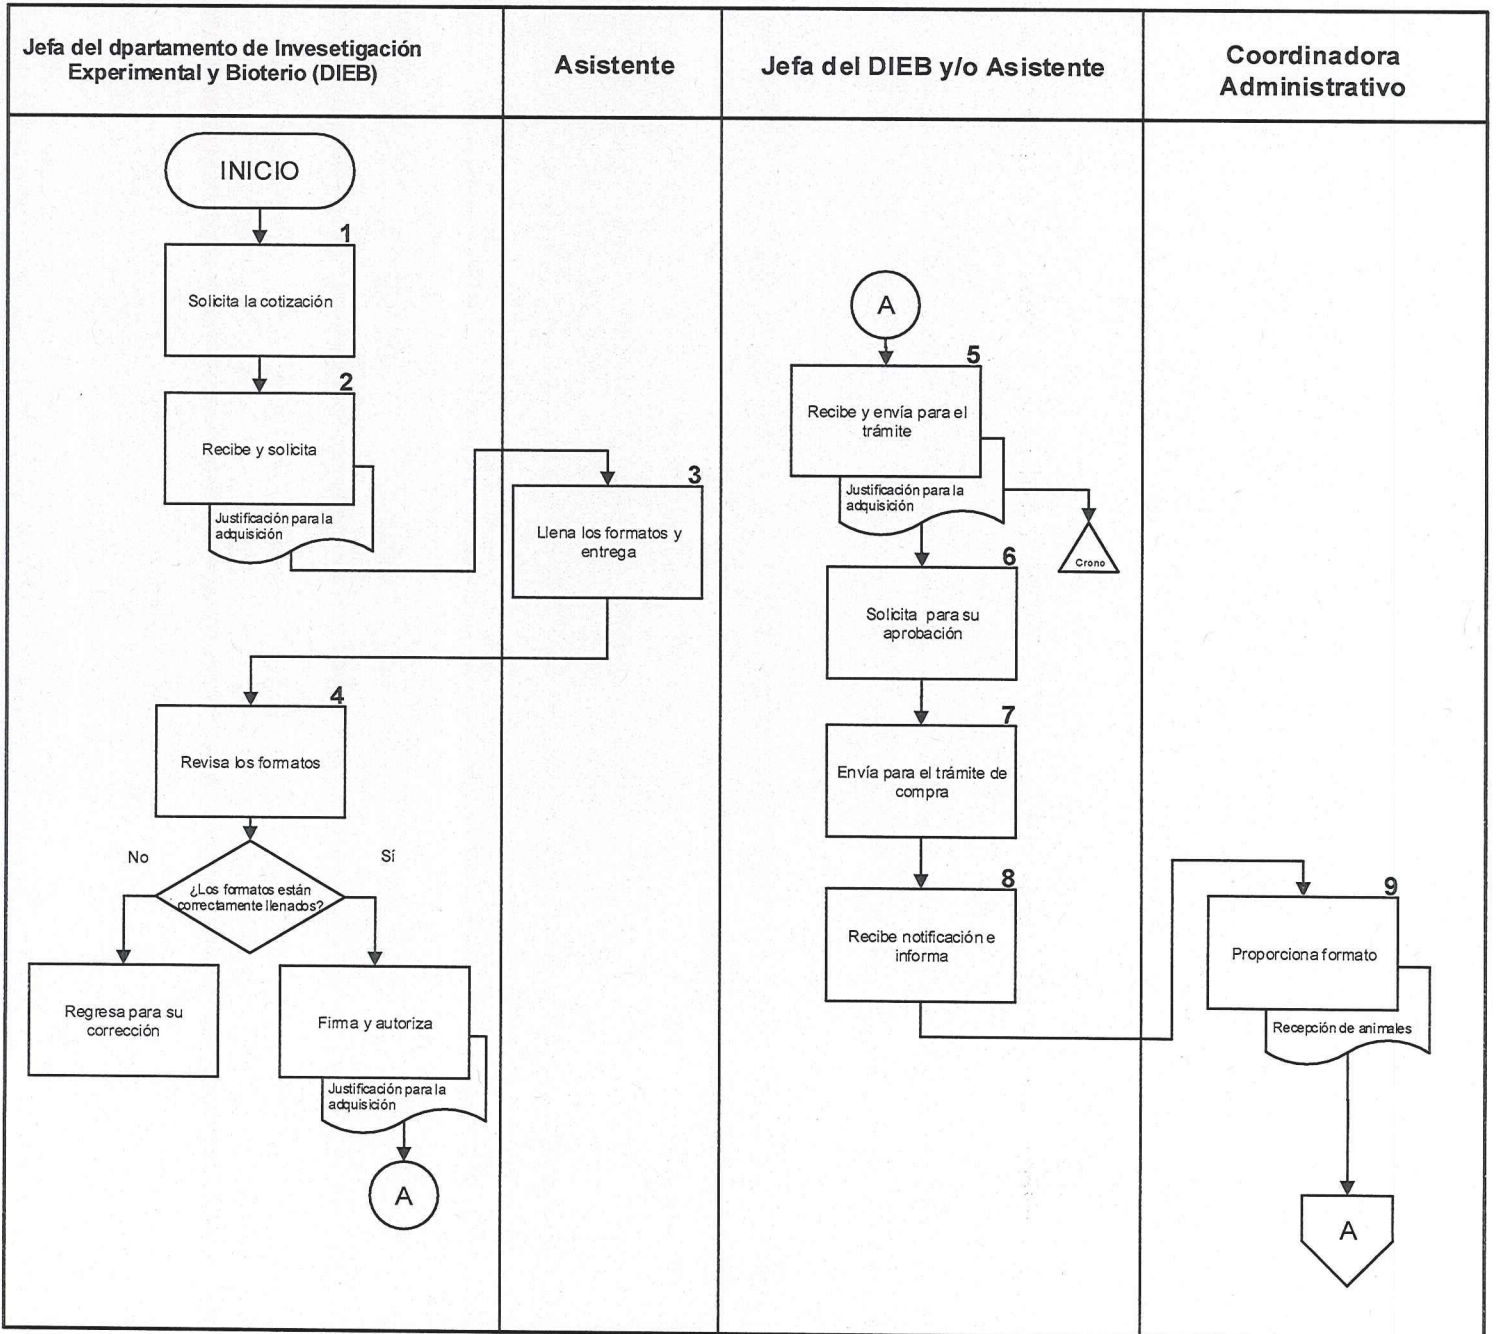 Jefa del dpartamento de Invesetigación
Experimental y Bioterio (DIEB)
Asistente
Jefa del DIEB y/o Asistente
Coordinadora
Administrativo
INICIO
1
Solicita la cotización
2
Recibe y solicita
Justificación para la
adquisición
3
Llena los formatos y
entrega
4
Revisa los formatos
No
Sí
¿Los formatos están
correctamente llenados?
Regresa para su
corrección
Firma y autoriza
Justificación para la
adquisición
A
A
5
Recibe y envía para el
trámite
Justificación para la
adquisición
Crono
6
Solicita para su
aprobación
7
Envía para el trámite de
compra
8
Recibe notificación e
informa
9
Proporciona formato
Recepción de animales
A